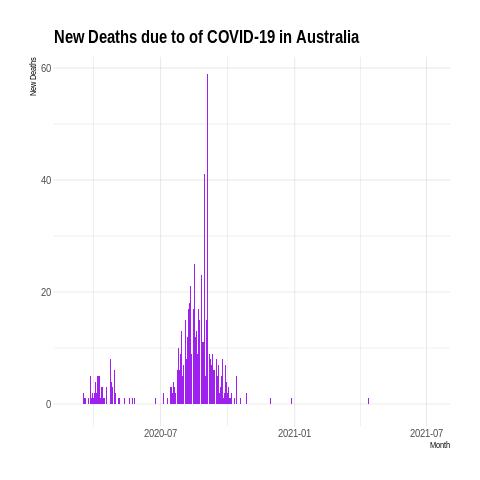 New Deaths due to of COVID-19 in Australia
New Deaths
60
40
20
0
2020-07
2021-01
2021-07
Month